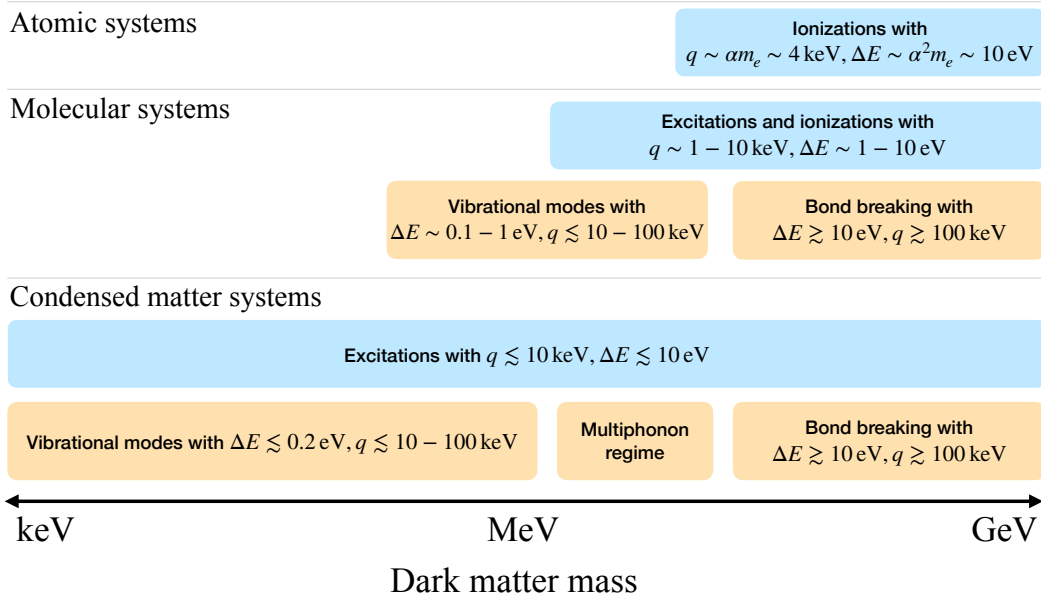 Atomic systems
Ionizations with
q ∼ αmₑ ∼ 4 keV, ΔE ∼ α²mₑ ∼ 10 eV
Molecular systems
Excitations and ionizations with
q ∼ 1 − 10 keV, ΔE ∼ 1 − 10 eV
Vibrational modes with
ΔE ∼ 0.1 − 1 eV, q ≲ 10 − 100 keV
Bond breaking with
ΔE ≳ 10 eV, q ≳ 100 keV
Condensed matter systems
Excitations with q ≲ 10 keV, ΔE ≲ 10 eV
Vibrational modes with ΔE ≲ 0.2 eV, q ≲ 10 − 100 keV
Multiphonon
regime
Bond breaking with
ΔE ≳ 10 eV, q ≳ 100 keV
keV MeV GeV
Dark matter mass